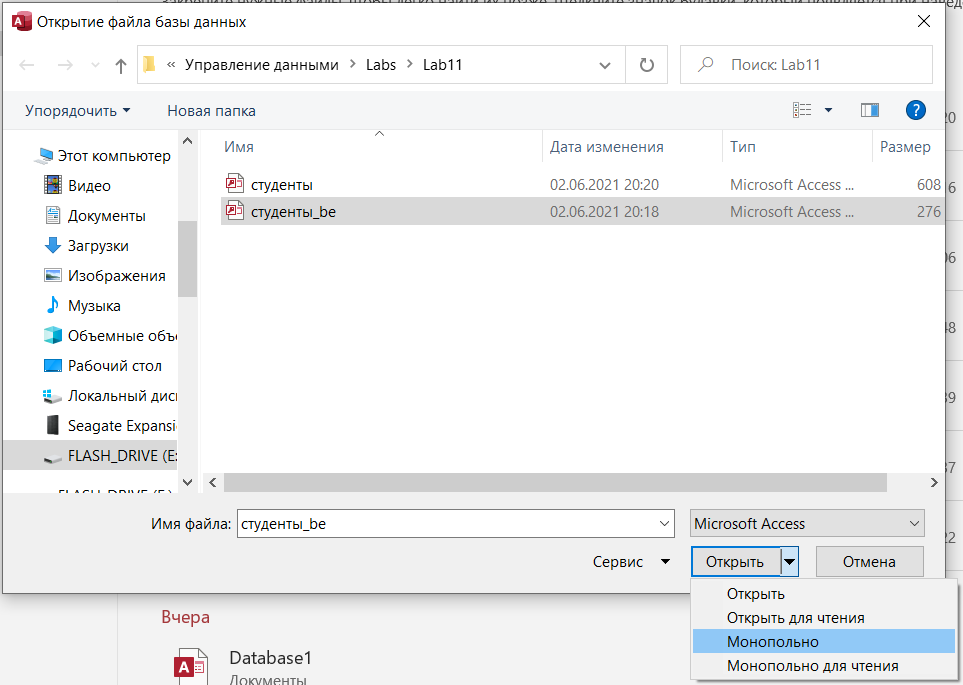 Открытие файла базы данных
« Управление данными > Labs > Lab11
Поиск: Lab11
Упорядочить
Новая папка
Имя
Дата изменения
Тип
Размер
Этот компьютер
Видео
Документы
Загрузки
Изображения
Музыка
Объемные объ
Рабочий стол
Локальный дис
Seagate Expansi
FLASH_DRIVE (E:
студенты 02.06.2021 20:20 Microsoft Access ... 608
студенты_be 02.06.2021 20:18 Microsoft Access ... 276
Имя файла: студенты_be
Microsoft Access
Сервис
Открыть
Отмена
Открыть
Открыть для чтения
Монопольно
Монопольно для чтения
Вчера
Database1
Документы